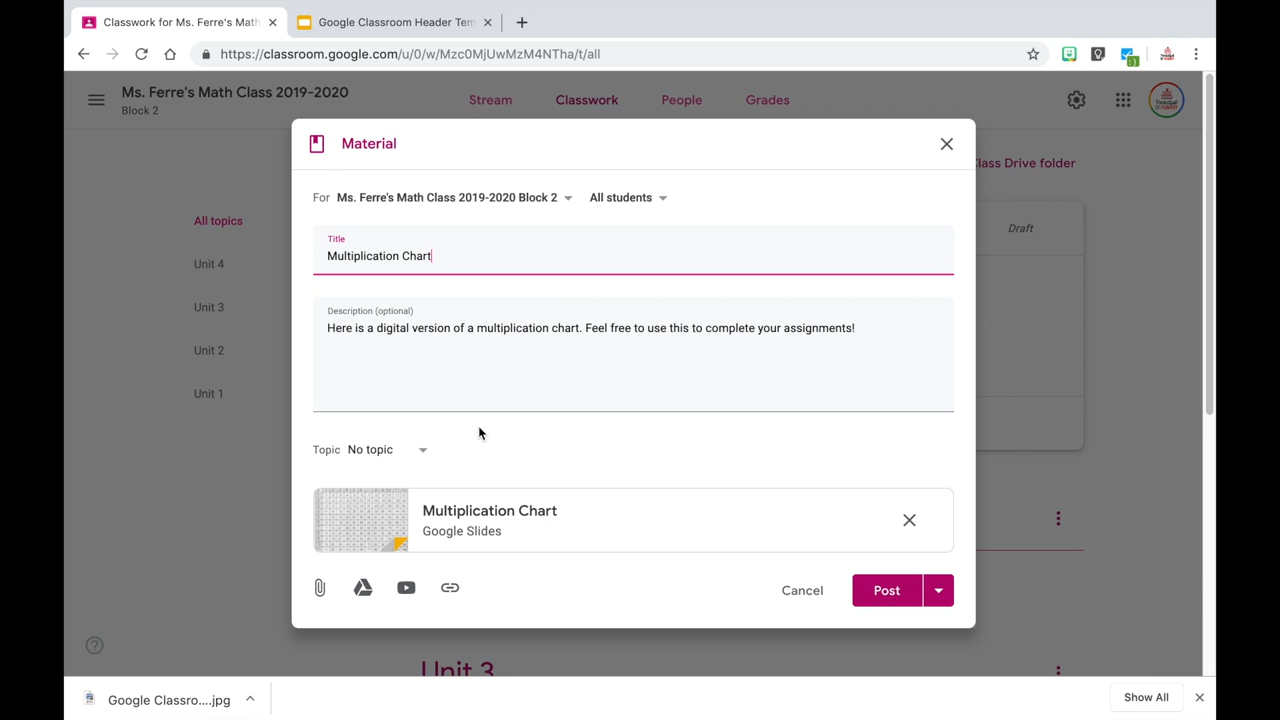 Classwork for Ms. Ferre's Math
Google Classroom Header Tem
https://classroom.google.com/u/0/w/Mzc0MjUwMzM4NTha/t/all
Ms. Ferre's Math Class 2019-2020
Block 2
Stream
Classwork
People
Grades
Material
Class Drive folder
For Ms. Ferre's Math Class 2019-2020 Block 2
All students
All topics
Draft
Title
Multiplication Chart
Unit 4
Unit 3
Description (optional)
Here is a digital version of a multiplication chart. Feel free to use this to complete your assignments!
Unit 2
Unit 1
Topic No topic
Multiplication Chart
Google Slides
Cancel
Post
Unit 3
Google Classro....jpg
Show All